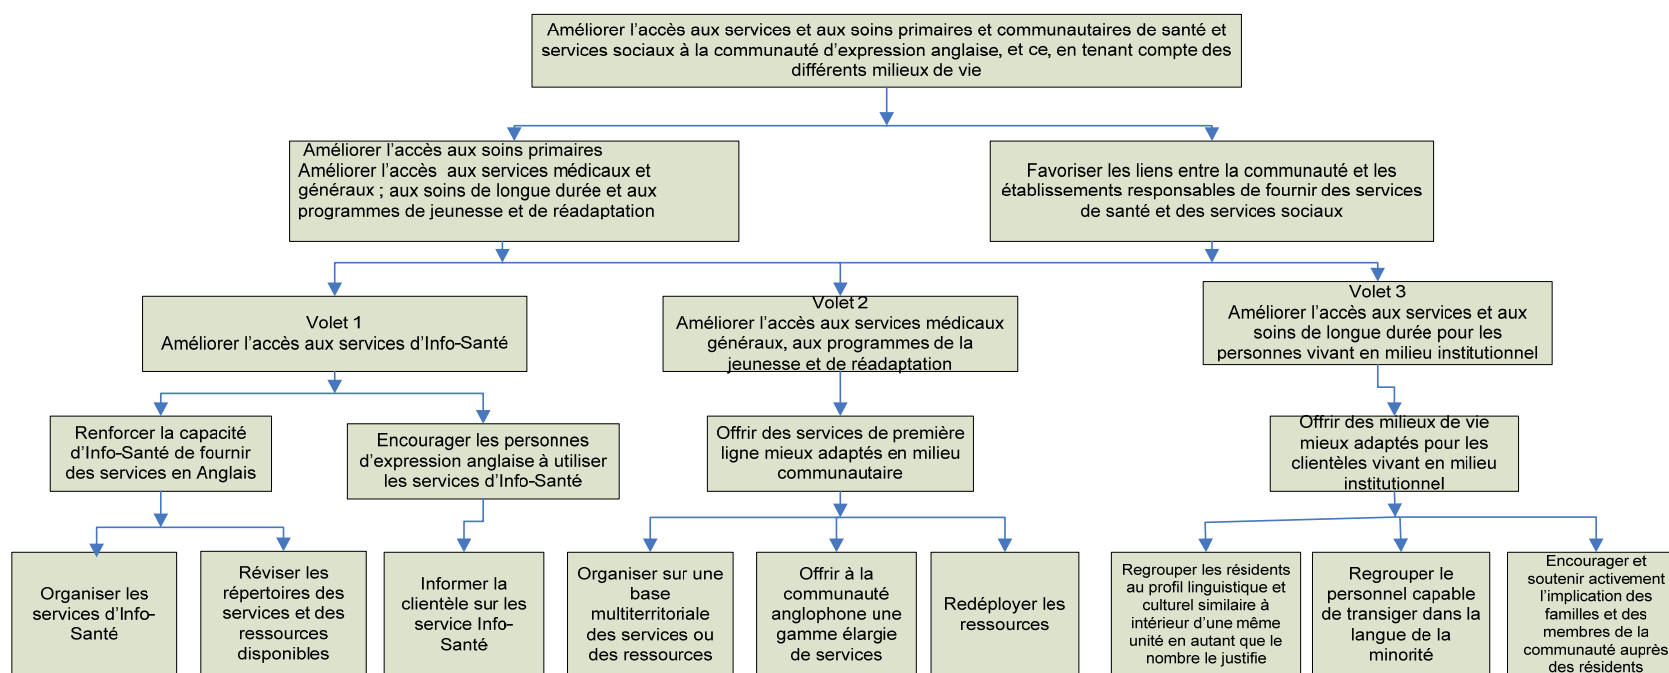 Améliorer l’accès aux services et aux soins primaires et communautaires de santé et
services sociaux à la communauté d’expression anglaise, et ce, en tenant compte des
différents milieux de vie
Améliorer l’accès aux soins primaires
Améliorer l’accès aux services médicaux et
généraux ; aux soins de longue durée et aux
programmes de jeunesse et de réadaptation
Favoriser les liens entre la communauté et les
établissements responsables de fournir des services
de santé et des services sociaux
Volet 1
Améliorer l’accès aux services d’Info-Santé
Volet 2
Améliorer l’accès aux services médicaux
généraux, aux programmes de la
jeunesse et de réadaptation
Volet 3
Améliorer l’accès aux services et aux
soins de longue durée pour les
personnes vivant en milieu institutionnel
Renforcer la capacité
d’Info-Santé de fournir
des services en Anglais
Encourager les personnes
d’expression anglaise à utiliser
les services d’Info-Santé
Offrir des services de première
ligne mieux adaptés en milieu
communautaire
Offrir des milieux de vie
mieux adaptés pour les
clientèles vivant en milieu
institutionnel
Organiser les
services d’Info-
Santé
Réviser les
répertoires des
services et des
ressources
disponibles
Informer la
clientèle sur les
service Info-
Santé
Organiser sur une
base
multiterritoriale
des services ou
des ressources
Offrir à la
communauté
anglophone une
gamme élargie
de services
Redéployer les
ressources
Regrouper les résidents
au profil linguistique et
culturel similaire à
intérieur d’une même
unité en autant que le
nombre le justifie
Regrouper le
personnel capable
de transiger dans la
langue de la
minorité
Encourager et
soutenir activement
l’implication des
familles et des
membres de la
communauté auprès
des résidents